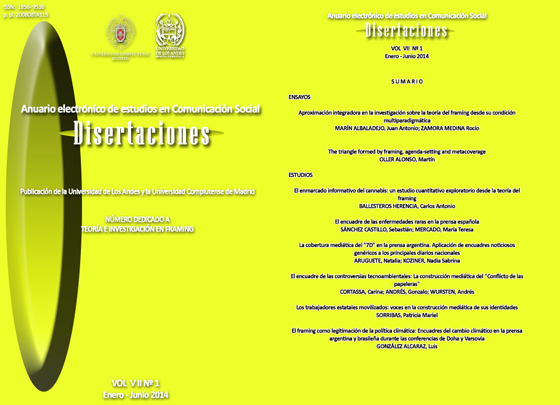 ISSN: 1856-9536
p. p. 200808TA119
UNIVERSIDAD COMPLUTENSE
MADRID
UNIVERSIDAD
DE LOS ANDES
Anuario electrónico de estudios en Comunicación Social
Disertaciones
Publicación de la Universidad de Los Andes y la Universidad Complutense de Madrid
NÚMERO DEDICADO A
TEORÍA E INVESTIGACIÓN EN FRAMING
VOL VII Nº 1
Enero - Junio 2014
Anuario electrónico de estudios en Comunicación Social
Disertaciones
VOL VII Nº 1
Enero - Junio 2014
SUMARIO
ENSAYOS
Aproximación integradora en la investigación sobre la teoría del framing desde su condición
multiparadigmática
MARÍN ALBALADEJO, Juan Antonio; ZAMORA MEDINA Rocío
The triangle formed by framing, agenda-setting and metacoverage
OLLER ALONSO, Martín
ESTUDIOS
El enmarcado informativo del cannabis: un estudio cuantitativo exploratorio desde la teoría del
framing
BALLESTEROS HERENCIA, Carlos Antonio
El encuadre de las enfermedades raras en la prensa española
SÁNCHEZ CASTILLO, Sebastián; MERCADO, María Teresa
La cobertura mediática del "7D" en la prensa argentina. Aplicación de encuadres noticiosos
genéricos a los principales diarios nacionales
ARUGUETE, Natalia; KOZINER, Nadia Sabrina
El encuadre de las controversias tecnoambientales: La construcción mediática del "Conflicto de las
papeleras"
CORTASSA, Carina; ANDRÉS, Gonzalo; WURSTEN, Andrés
Los trabajadores estatales movilizados: voces en la construcción mediática de sus identidades
SORRIBAS, Patricia Mariel
El framing como legitimación de la política climática: Encuadres del cambio climático en la prensa
argentina y brasileña durante las conferencias de Doha y Varsovia
GONZÁLEZ ALCARAZ, Luis